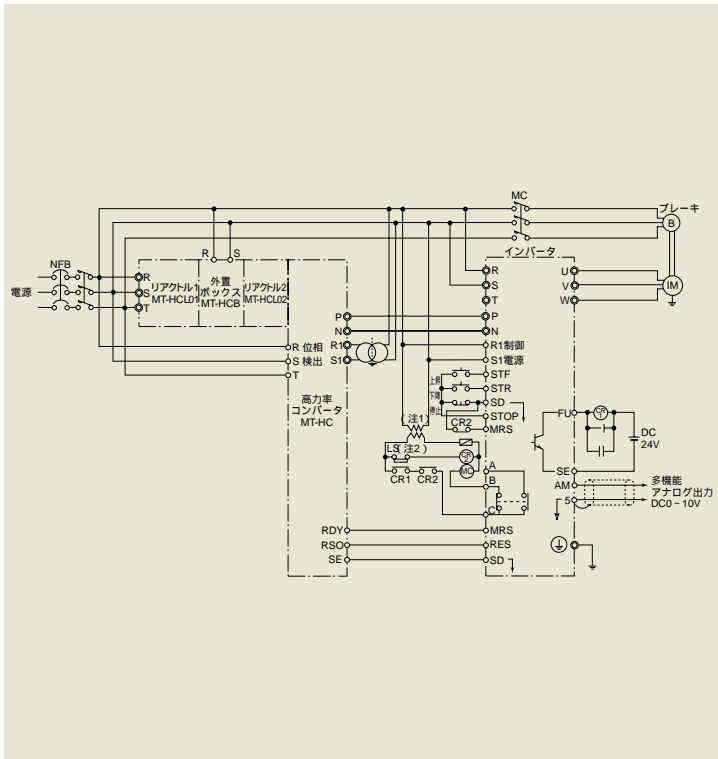 MC
ブレーキ
B
インバータ
NFB
電源
R
S
T
R S
リアクトル1
MT-HCL01
外置
ボックス
MT-HCB
リアクトル2
MT-HCL02
P
N
R1
S1
R 位相
S 検出
T
高力率
コンバータ
MT-HC
RDY
RSO
SE
R
S
T
P
N
R1制御
S1電源
STF
STR
SD
STOP
MRS
上昇
下降
停止
CR2
(注1)
LS(注2)
CR1 CR2
CR
2
MC
A
B
C
MRS
RES
SD
U
V
W
IM
FU
SE
AM
5
CR
DC
24V
多機能
アナログ出力
DC0~10V